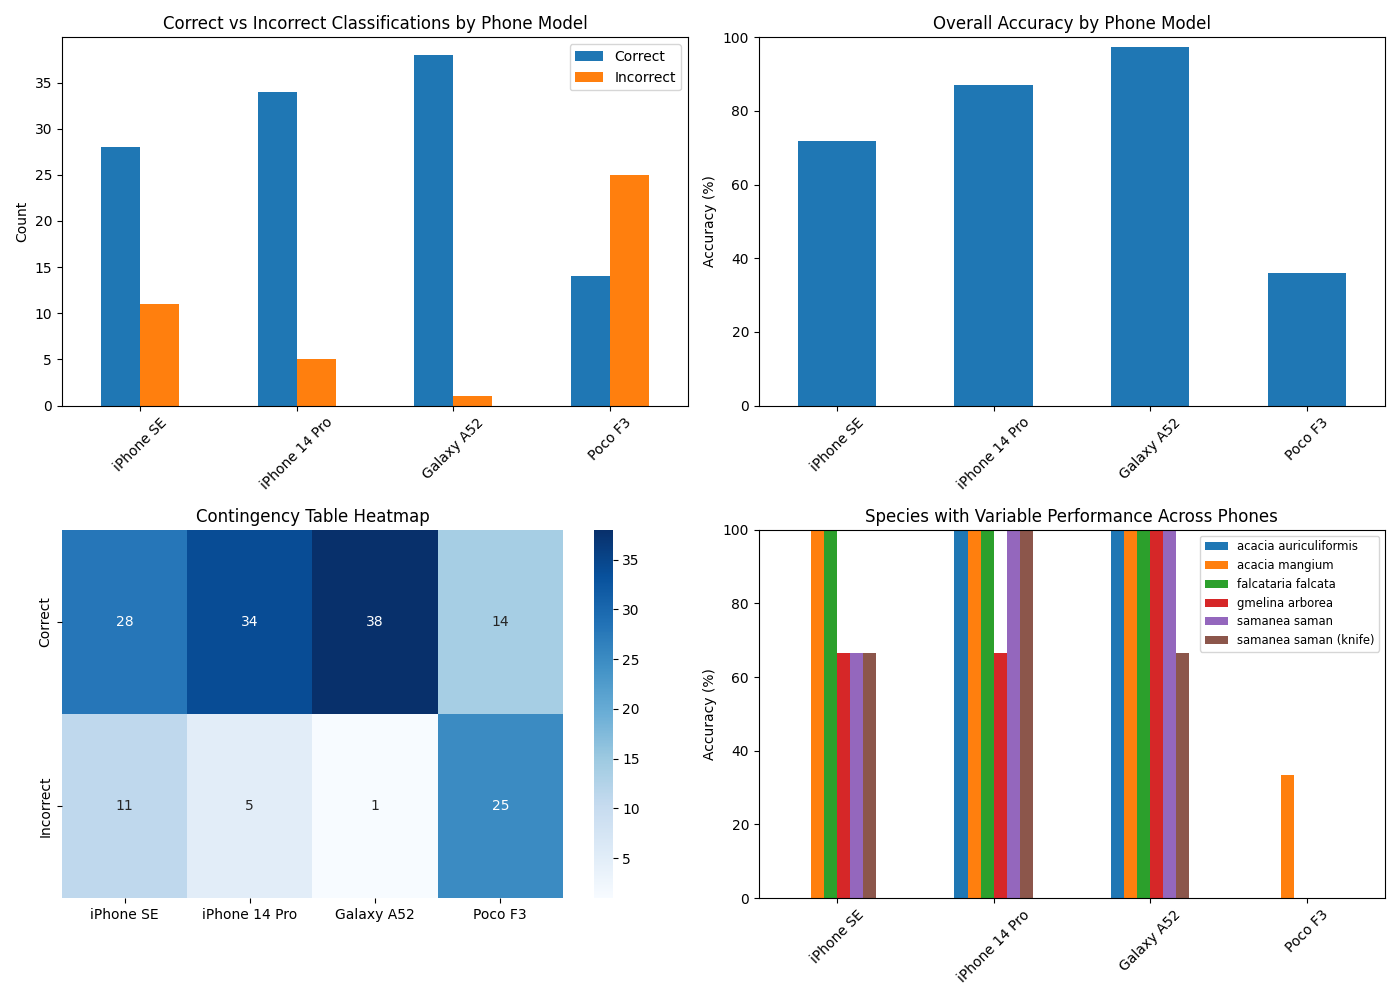 Correct vs Incorrect Classifications by Phone Model
Correct
Incorrect
Count
35
30
25
20
15
10
5
0
iPhone SE
iPhone 14 Pro
Galaxy A52
Poco F3
Overall Accuracy by Phone Model
Accuracy (%)
100
80
60
40
20
0
iPhone SE
iPhone 14 Pro
Galaxy A52
Poco F3
Contingency Table Heatmap
Correct
28
34
38
14
Incorrect
11
5
1
25
iPhone SE
iPhone 14 Pro
Galaxy A52
Poco F3
35
30
25
20
15
10
5
Species with Variable Performance Across Phones
acacia auriculiformis
acacia mangium
falcataria falcata
gmelina arborea
samanea saman
samanea saman (knife)
Accuracy (%)
100
80
60
40
20
0
iPhone SE
iPhone 14 Pro
Galaxy A52
Poco F3